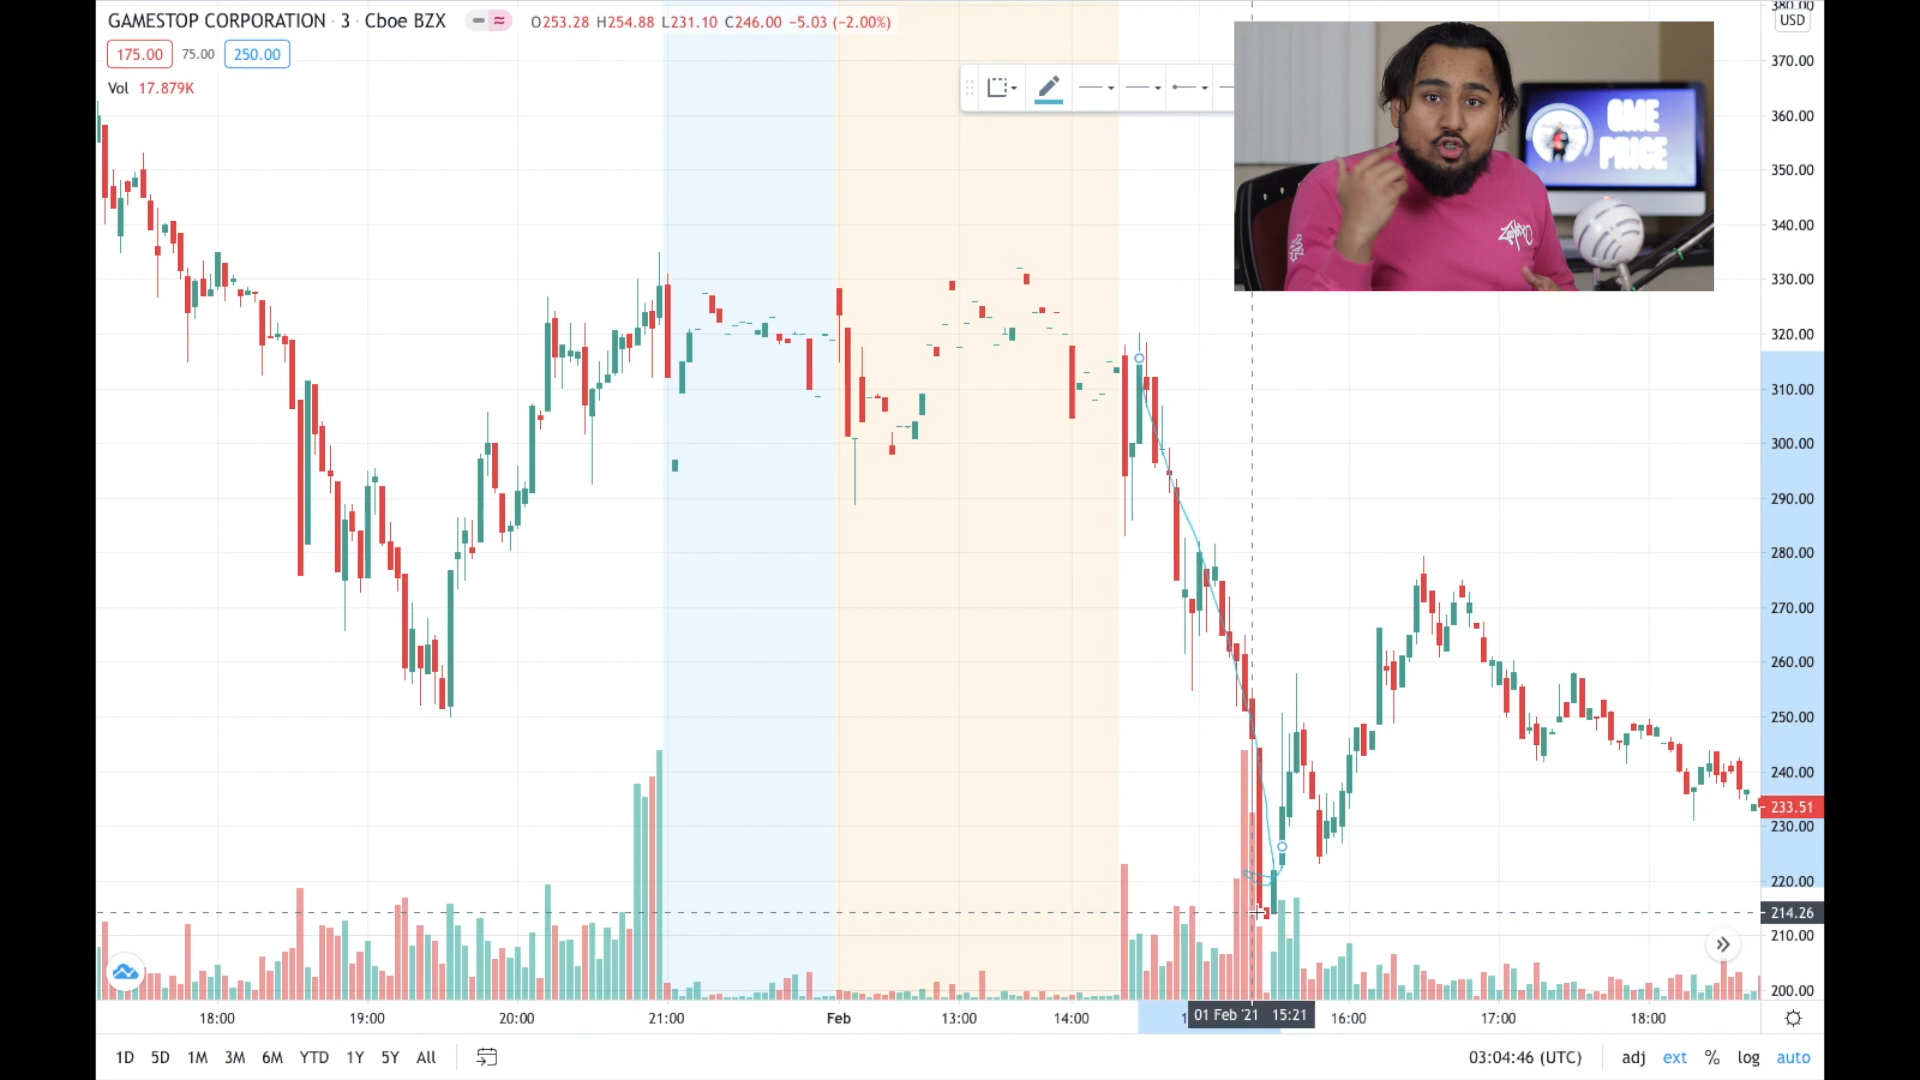 GAMESTOP CORPORATION · 3 · Cboe BZX O253.28 H254.88 L231.10 C246.00 −5.03 (−2.00%)
175.00 75.00 250.00
Vol 17.879K
GME
PRICE
380.00
USD
370.00
360.00
350.00
340.00
330.00
320.00
310.00
300.00
290.00
280.00
270.00
260.00
250.00
240.00
233.51
230.00
220.00
214.26
210.00
200.00
18:00 19:00 20:00 21:00 Feb 13:00 14:00 01 Feb '21 15:21 16:00 17:00 18:00
1D 5D 1M 3M 6M YTD 1Y 5Y All 03:04:46 (UTC) adj ext % log auto